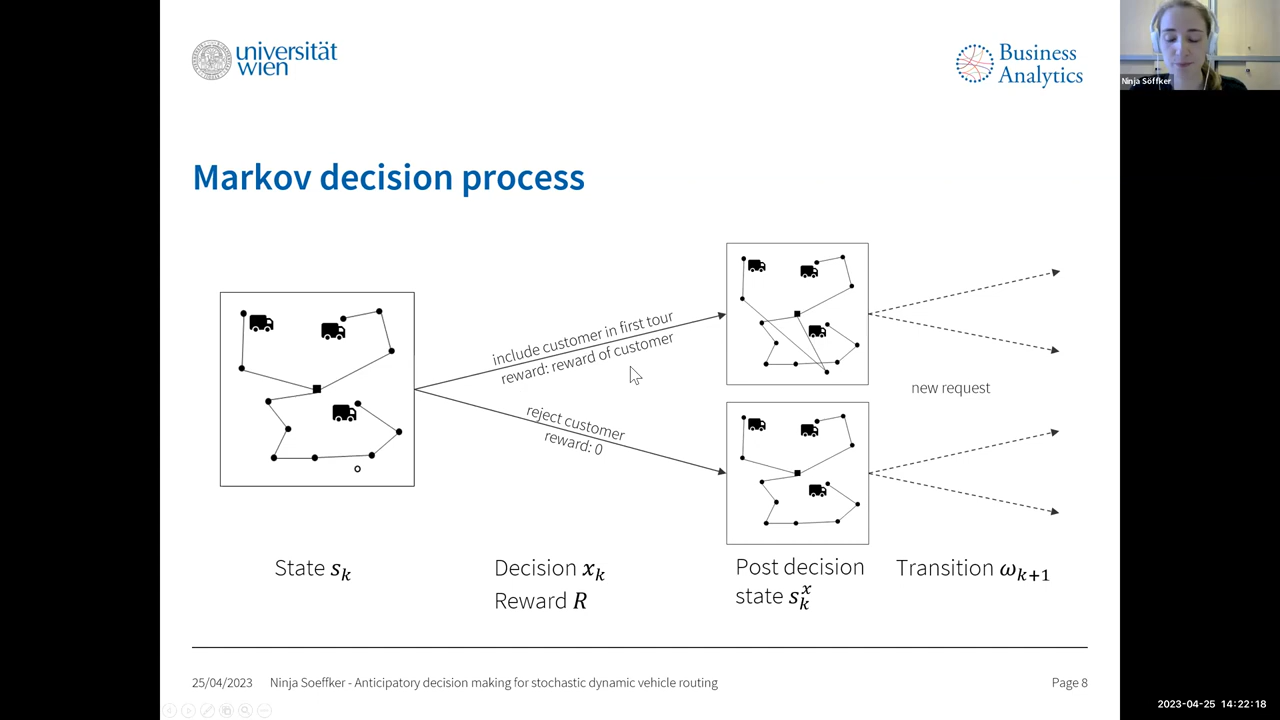 universität
wien
Business
Analytics
Ninja Söffker
Markov decision process
include customer in first tour
reward: reward of customer
reject customer
reward: 0
new request
State s_k
Decision x_k
Reward R
Post decision
state s_k^x
Transition ω_{k+1}
25/04/2023 Ninja Soeffker - Anticipatory decision making for stochastic dynamic vehicle routing Page 8
2023-04-25 14:22:18